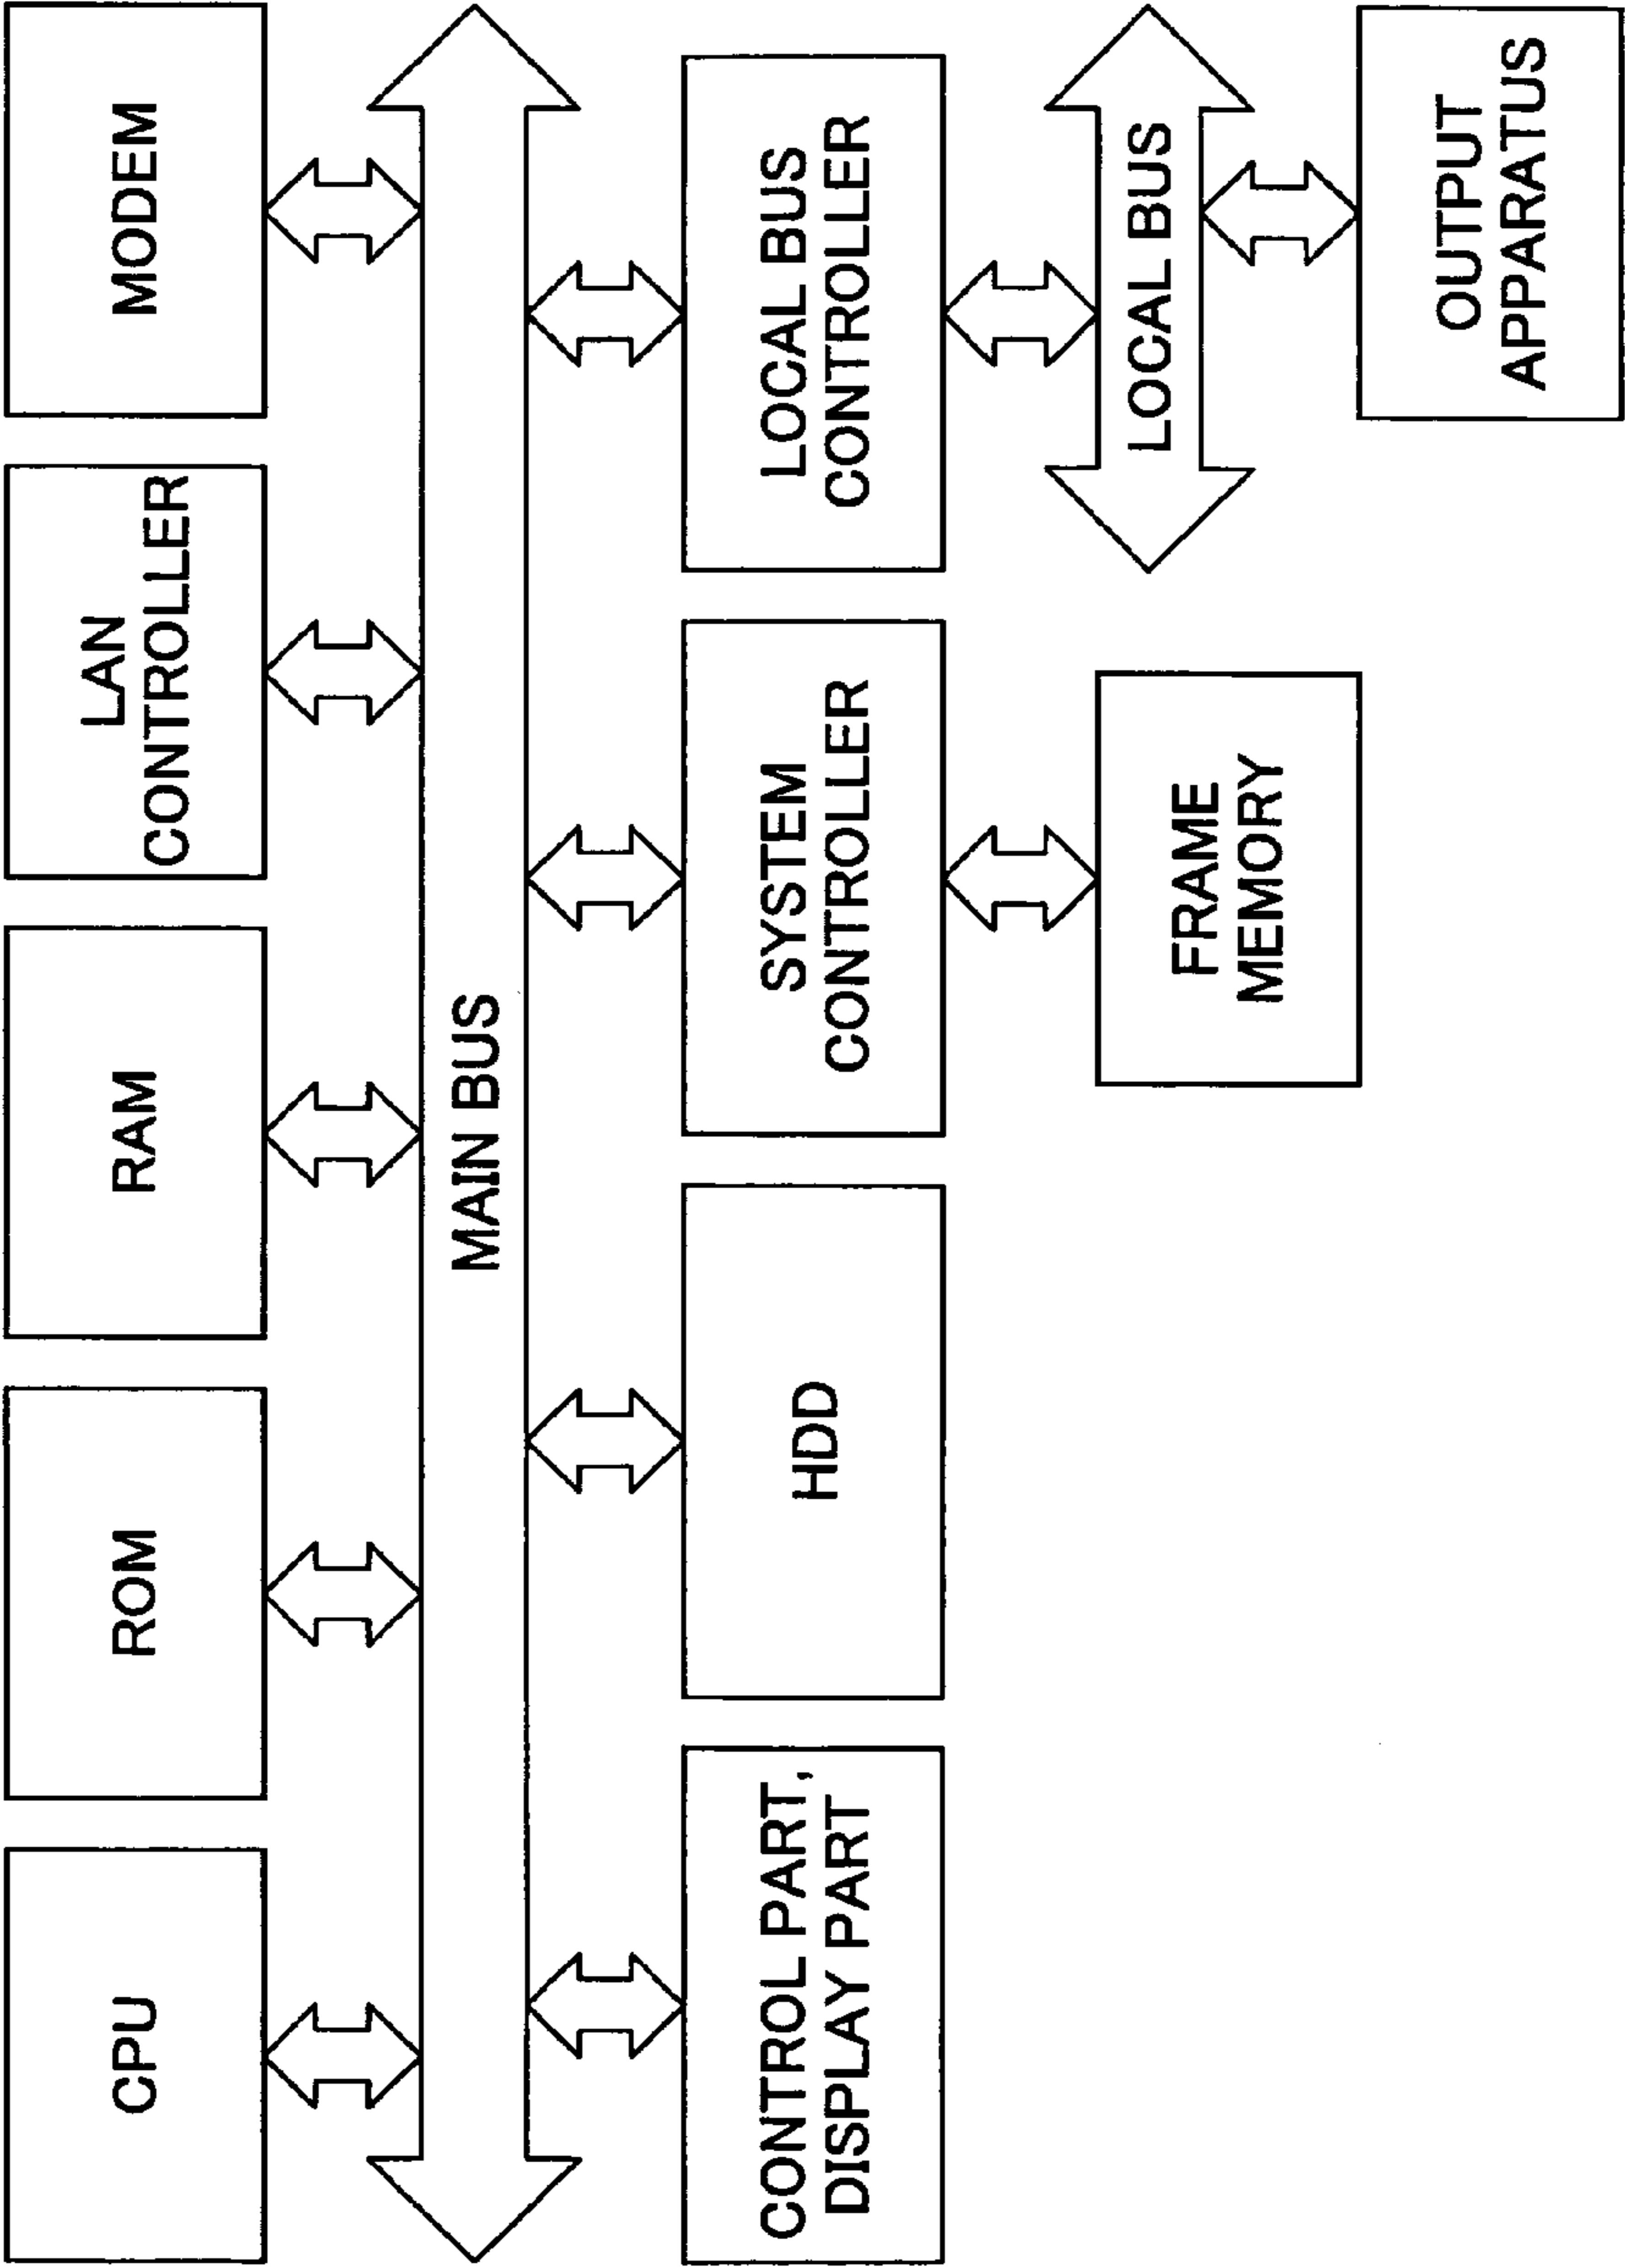 CPU
ROM
RAM
LAN
CONTROLLER
MODEM
MAIN BUS
CONTROL PART,
DISPLAY PART
HDD
SYSTEM
CONTROLLER
LOCAL BUS
CONTROLLER
FRAME
MEMORY
LOCAL BUS
OUTPUT
APPARATUS